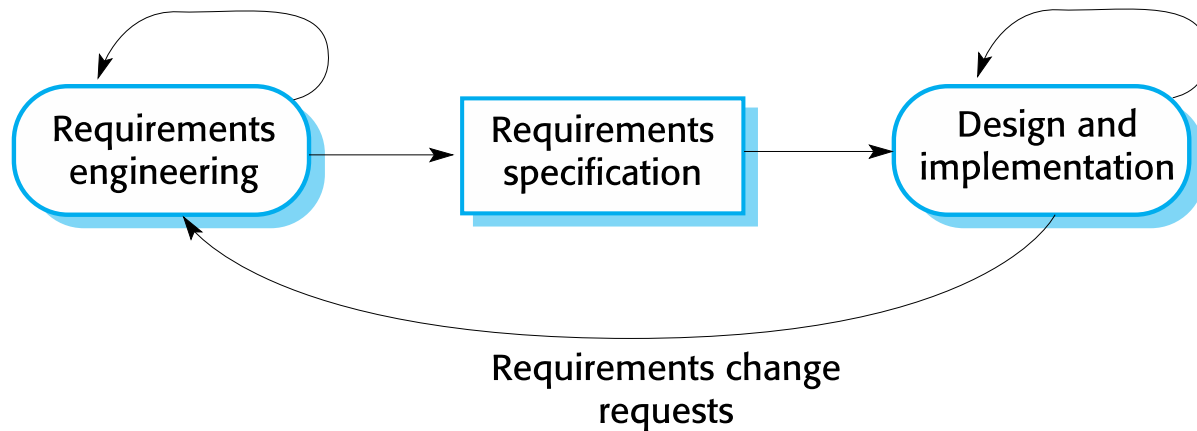 Requirements
engineering
Requirements
specification
Design and
implementation
Requirements change
requests